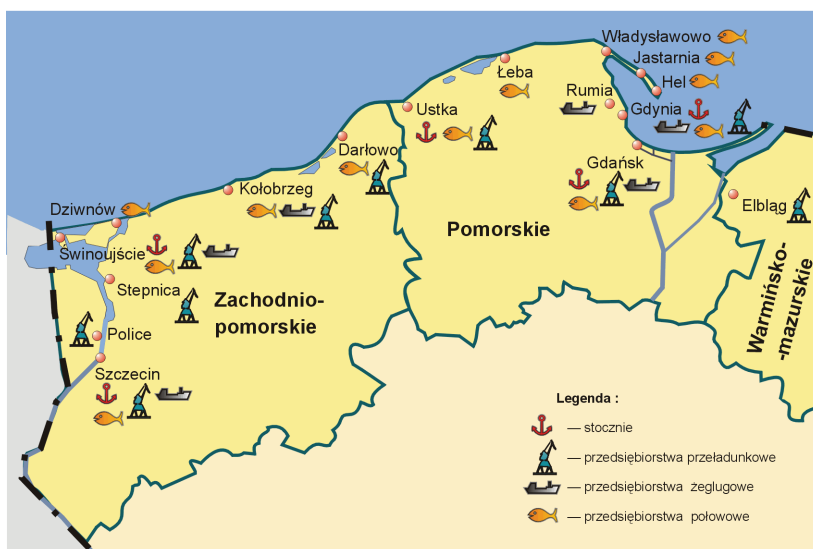 Władysławowo
Jastarnia
Hel
Łeba
Rumia
Gdynia
Ustka
Darłowo
Gdańsk
Kołobrzeg
Elbląg
Dziwnów
Pomorskie
Świnoujście
Stepnica
Zachodnio-
pomorskie
Warmińsko-
-mazurskie
Police
Szczecin
Legenda :
— stocznie
— przedsiębiorstwa przeładunkowe
— przedsiębiorstwa żeglugowe
— przedsiębiorstwa połowowe